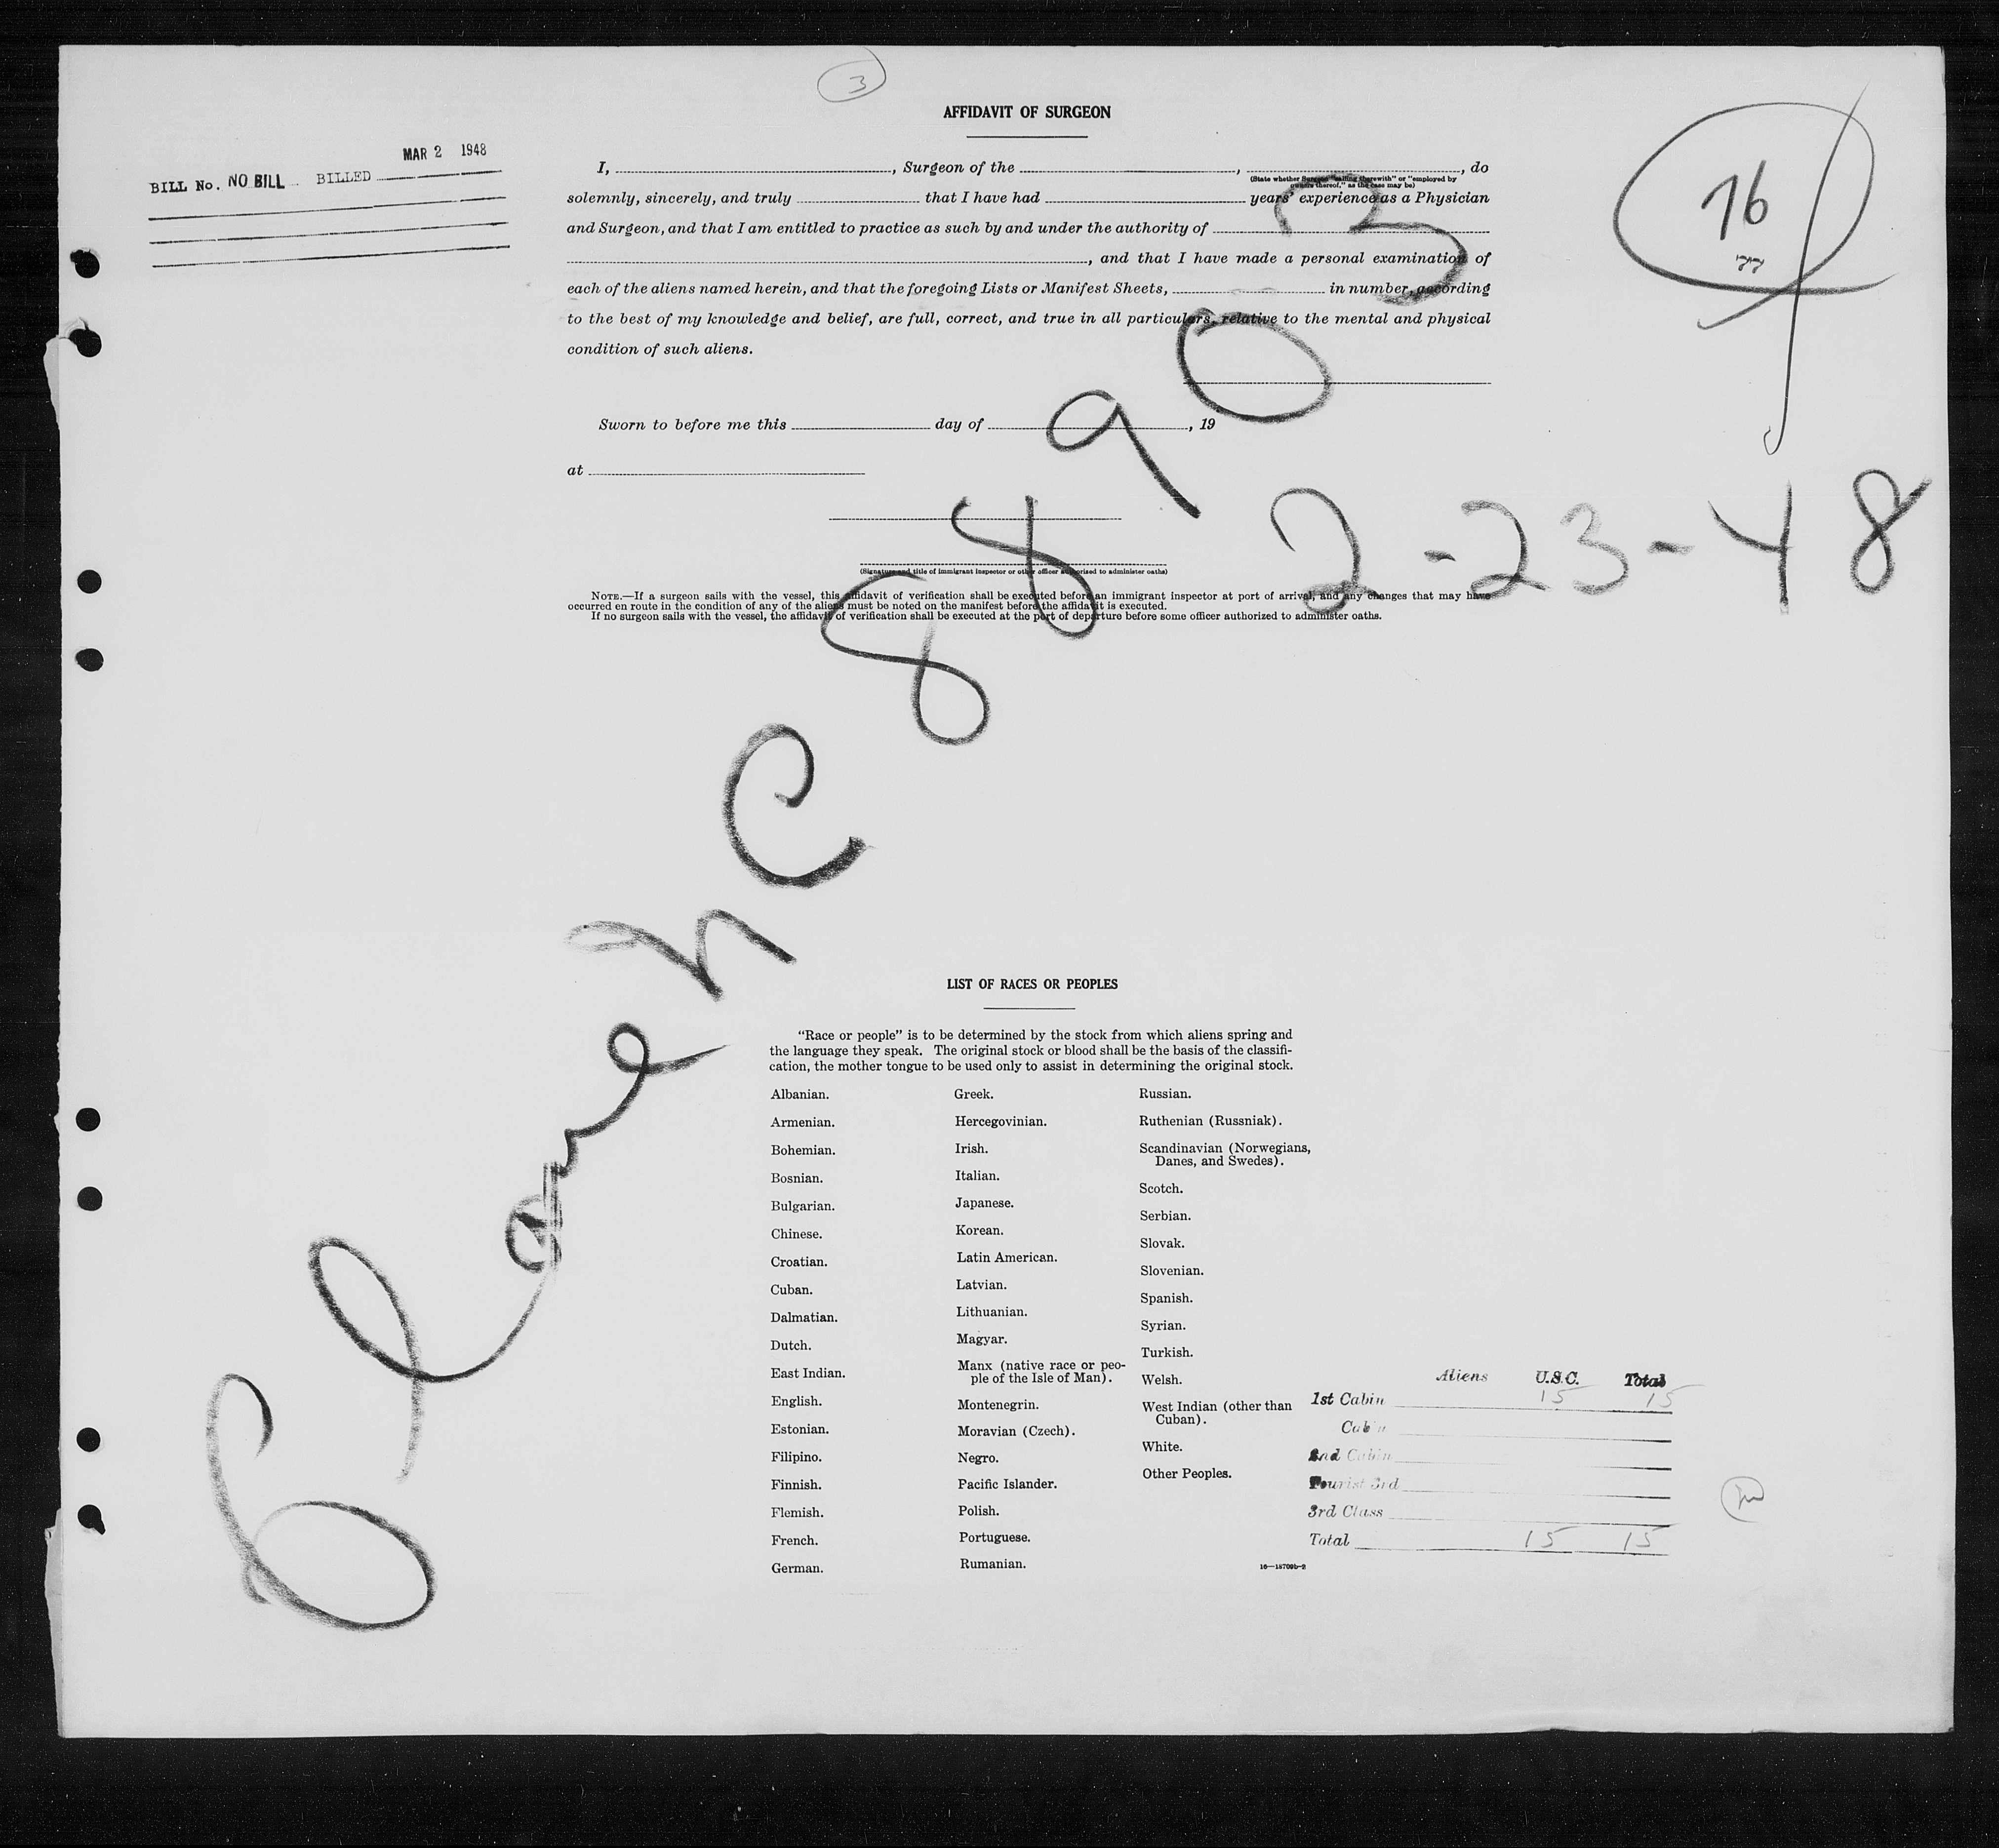 3
AFFIDAVIT OF SURGEON
MAR 2 1948
BILL No. NO BILL BILLED
I, , Surgeon of the , , do
(State whether Surgeon "sailing therewith" or "employed by
owners thereof," as the case may be)
solemnly, sincerely, and truly that I have had years' experience as a Physician
and Surgeon, and that I am entitled to practice as such by and under the authority of
, and that I have made a personal examination of
each of the aliens named herein, and that the foregoing Lists or Manifest Sheets, in number, according
to the best of my knowledge and belief, are full, correct, and true in all particulars, relative to the mental and physical
condition of such aliens.
Sworn to before me this day of , 19
at
(Signature and title of immigrant inspector or other officer authorized to administer oaths)
NOTE.—If a surgeon sails with the vessel, this affidavit of verification shall be executed before an immigrant inspector at port of arrival, and any changes that may have
occurred en route in the condition of any of the aliens must be noted on the manifest before the affidavit is executed.
If no surgeon sails with the vessel, the affidavit of verification shall be executed at the port of departure before some officer authorized to administer oaths.
76
77
NC 88903
2-23-48
LIST OF RACES OR PEOPLES
"Race or people" is to be determined by the stock from which aliens spring and
the language they speak. The original stock or blood shall be the basis of the classifi-
cation, the mother tongue to be used only to assist in determining the original stock.
Albanian.
Armenian.
Bohemian.
Bosnian.
Bulgarian.
Chinese.
Croatian.
Cuban.
Dalmatian.
Dutch.
East Indian.
English.
Estonian.
Filipino.
Finnish.
Flemish.
French.
German.
Greek.
Hercegovinian.
Irish.
Italian.
Japanese.
Korean.
Latin American.
Latvian.
Lithuanian.
Magyar.
Manx (native race or peo-
ple of the Isle of Man).
Montenegrin.
Moravian (Czech).
Negro.
Pacific Islander.
Polish.
Portuguese.
Rumanian.
Russian.
Ruthenian (Russniak).
Scandinavian (Norwegians,
Danes, and Swedes).
Scotch.
Serbian.
Slovak.
Slovenian.
Spanish.
Syrian.
Turkish.
Welsh.
West Indian (other than
Cuban).
White.
Other Peoples.
16—18709b-2
Aliens U.S.C. Total
1st Cabin 15 15
Cabin
2nd Cabin
Tourist 3rd
3rd Class
Total 15 15